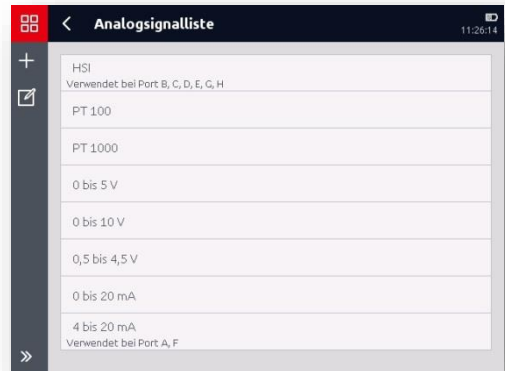 Analogsignalliste
11:26:14
HSI
Verwendet bei Port B, C, D, E, G, H
PT 100
PT 1000
0 bis 5 V
0 bis 10 V
0,5 bis 4,5 V
0 bis 20 mA
4 bis 20 mA
Verwendet bei Port A, F